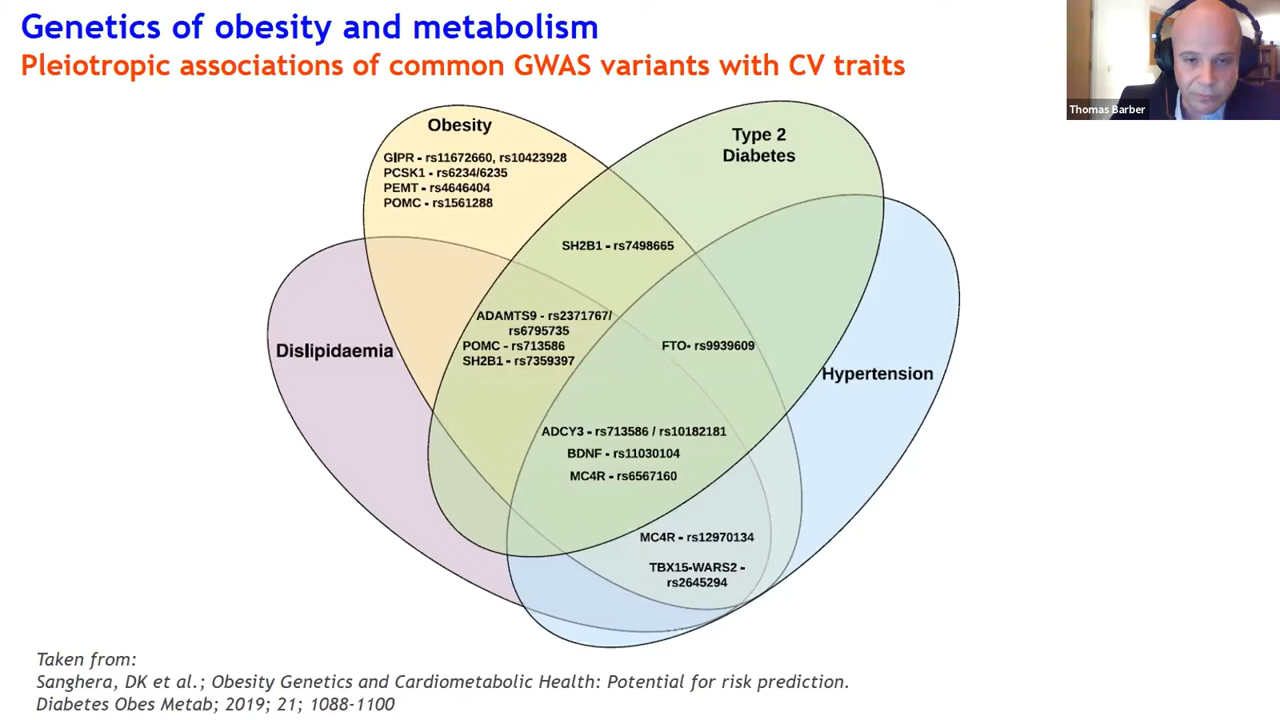 Genetics of obesity and metabolism
Pleiotropic associations of common GWAS variants with CV traits
Thomas Barber
Obesity
GIPR - rs11672660, rs10423928
PCSK1 - rs6234/6235
PEMT - rs4646404
POMC - rs1561288
Type 2
Diabetes
SH2B1 - rs7498665
ADAMTS9 - rs2371767/
rs6795735
POMC - rs713586
SH2B1 - rs7359397
FTO- rs9939609
Dislipidaemia
Hypertension
ADCY3 - rs713586 / rs10182181
BDNF - rs11030104
MC4R - rs6567160
MC4R - rs12970134
TBX15-WARS2 -
rs2645294
Taken from:
Sanghera, DK et al.; Obesity Genetics and Cardiometabolic Health: Potential for risk prediction.
Diabetes Obes Metab; 2019; 21; 1088-1100